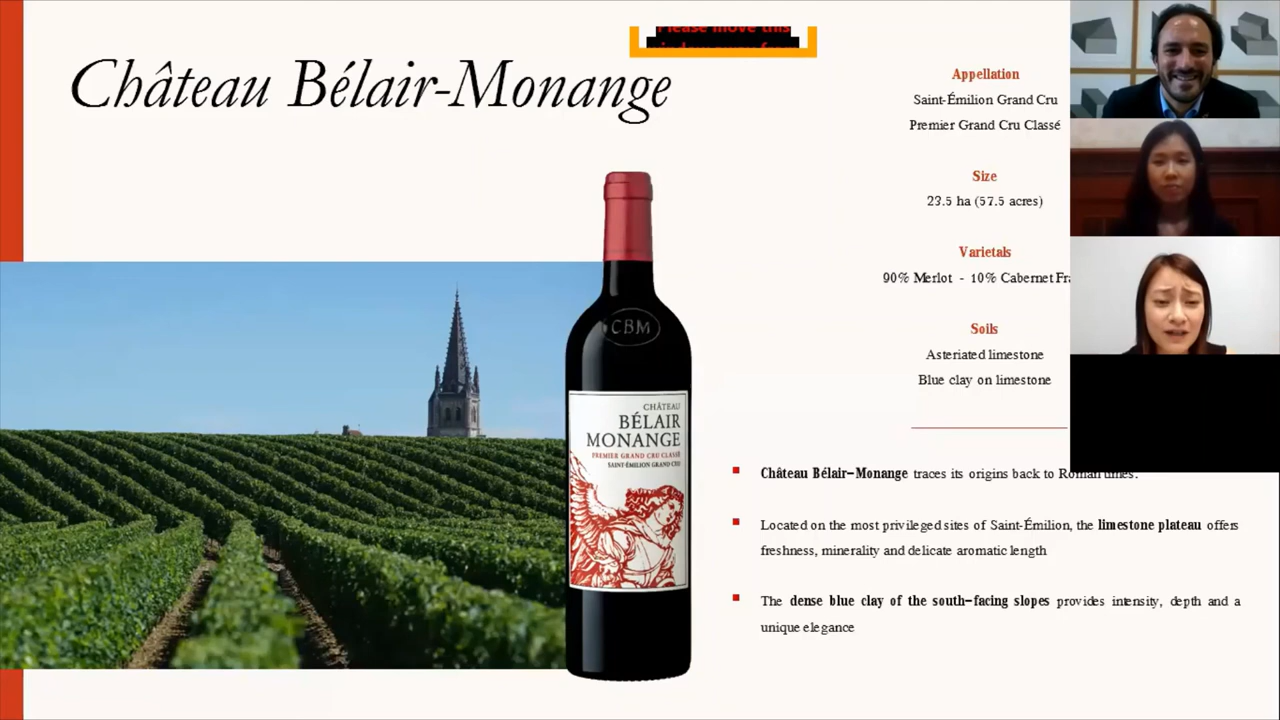 Please move this
Château Bélair-Monange
Appellation
Saint-Émilion Grand Cru
Premier Grand Cru Classé
Size
23.5 ha (57.5 acres)
Varietals
90% Merlot - 10% Cabernet
Soils
Asteriated limestone
Blue clay on limestone
CBM
CHÂTEAU
BÉLAIR
MONANGE
PREMIER GRAND CRU CLASSÉ
SAINT-ÉMILION GRAND CRU
Château Bélair-Monange traces its origins back to Roman times.
Located on the most privileged sites of Saint-Émilion, the limestone plateau offers
freshness, minerality and delicate aromatic length
The dense blue clay of the south-facing slopes provides intensity, depth and a
unique elegance